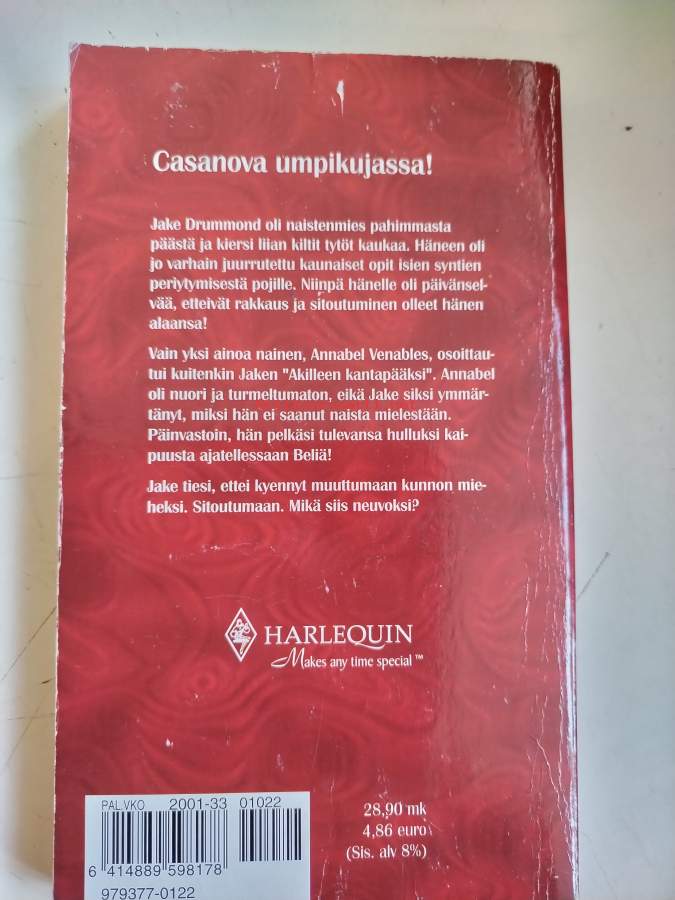 Casanova umpikujassa!
Jake Drummond oli naistenmies pahimmasta
päästä ja kiersi liian kiltit tytöt kaukaa. Häneen oli
jo varhain juurrutettu kaunaiset opit isien syntien
periytymisestä pojille. Niinpä hänelle oli päivänsel-
vää, etteivät rakkaus ja sitoutuminen olleet hänen
alaansa!
Vain yksi ainoa nainen, Annabel Venables, osoittau-
tui kuitenkin Jaken "Akilleen kantapääksi". Annabel
oli nuori ja turmeltumaton, eikä Jake siksi ymmär-
tänyt, miksi hän ei saanut naista mielestään.
Päinvastoin, hän pelkäsi tulevansa hulluksi kai-
puusta ajatellessaan Beliä!
Jake tiesi, ettei kyennyt muuttumaan kunnon mie-
heksi. Sitoutumaan. Mikä siis neuvoksi?
HARLEQUIN
Makes any time special ™
PAL.VKO 2001-33 01022
28,90 mk
4,86 euro
(Sis. alv 8%)
6 414889 598178
979377-0122